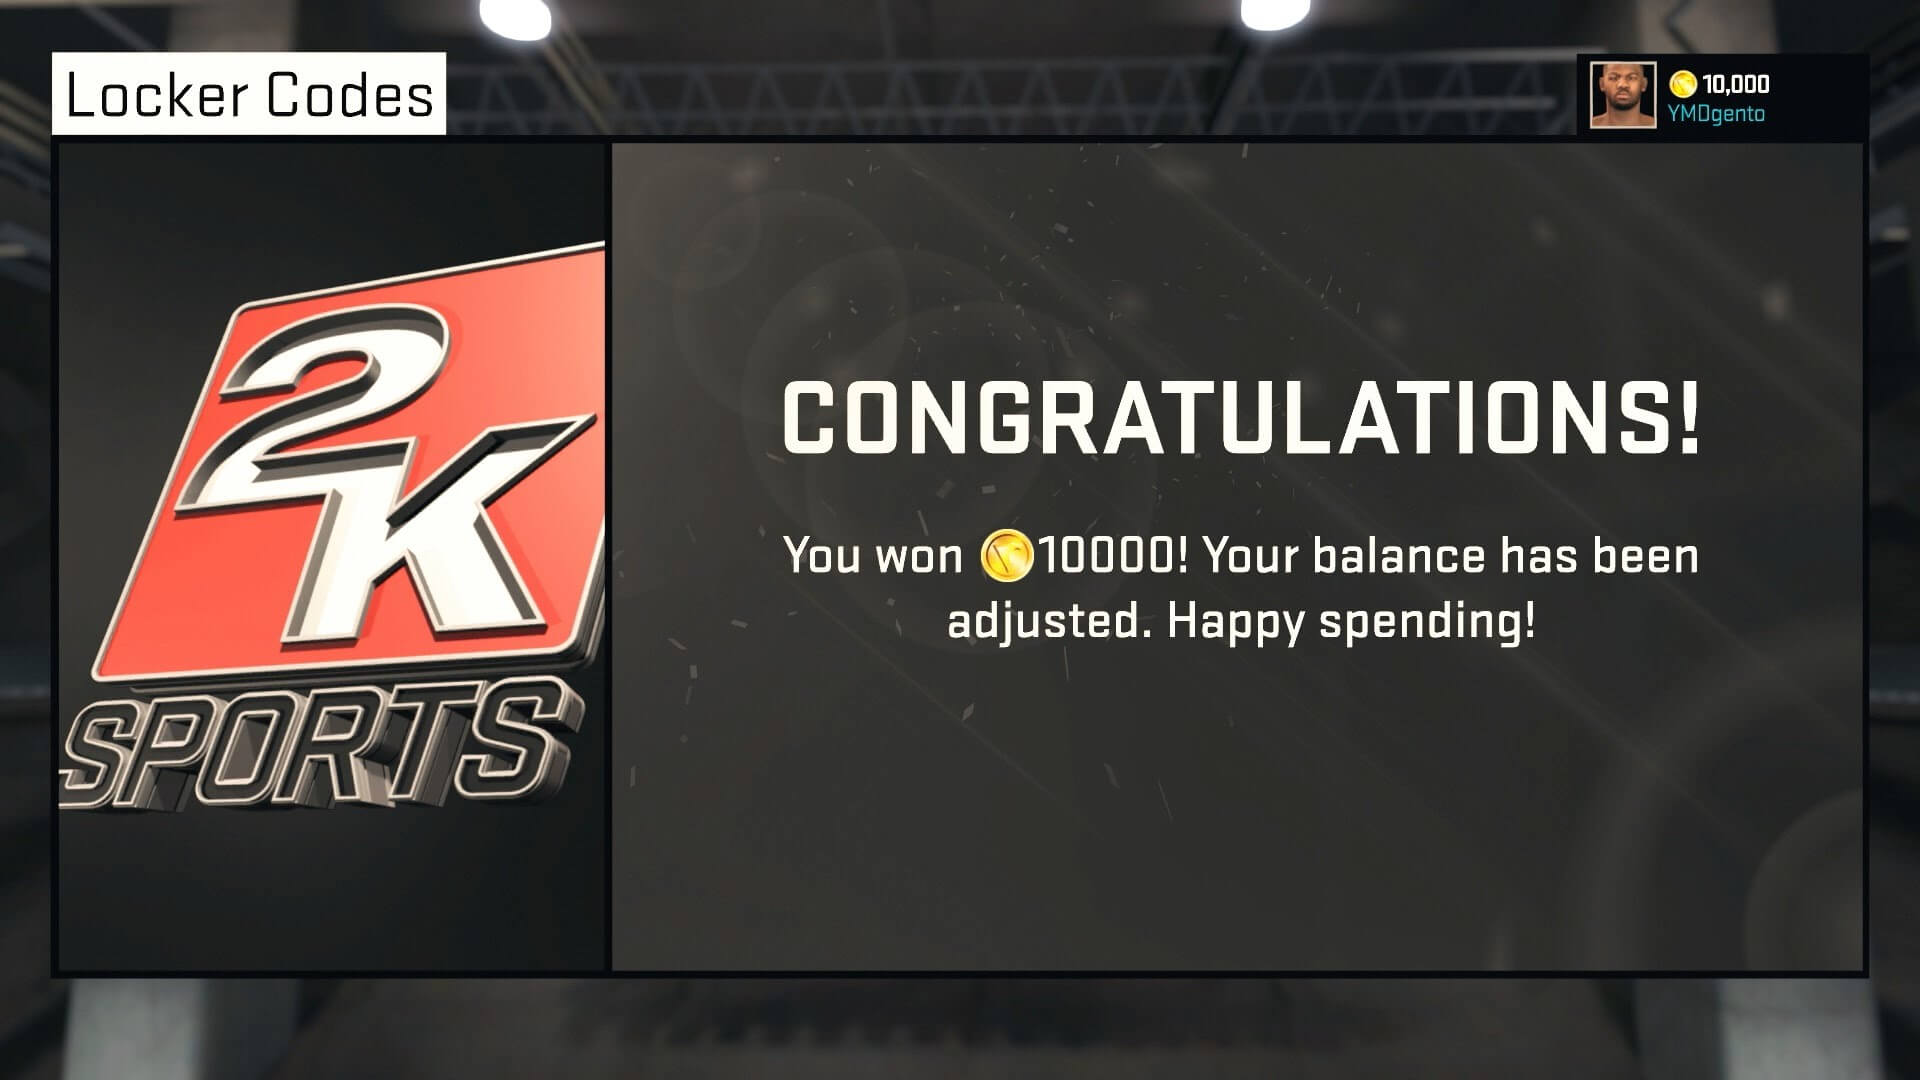 Locker Codes
10,000
YMDgento
2K
SPORTS
CONGRATULATIONS!
You won 10000! Your balance has been
adjusted. Happy spending!